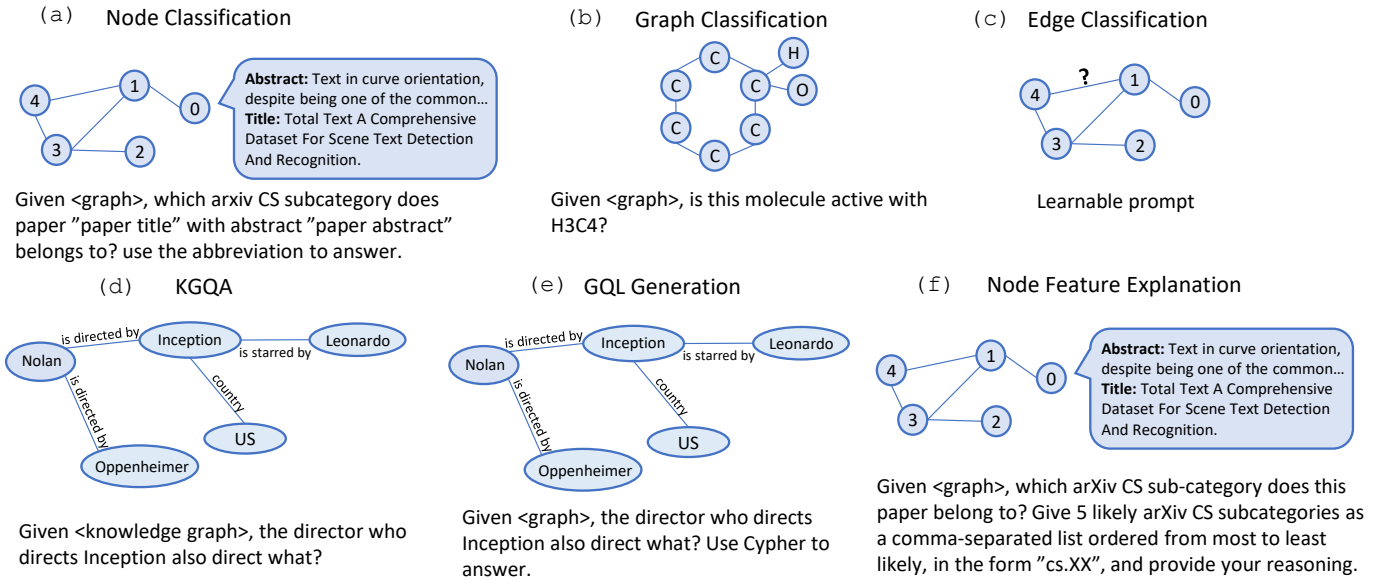 (a) Node Classification
4
1
0
3
2
Abstract: Text in curve orientation,
despite being one of the common...
Title: Total Text A Comprehensive
Dataset For Scene Text Detection
And Recognition.
Given <graph>, which arxiv CS subcategory does
paper ”paper title” with abstract ”paper abstract”
belongs to? use the abbreviation to answer.
(b) Graph Classification
C
H
C
C
O
C
C
C
Given <graph>, is this molecule active with
H3C4?
(c) Edge Classification
?
4
1
0
3
2
Learnable prompt
(d) KGQA
Nolan
is directed by
Inception
is starred by
Leonardo
is directed by
country
US
Oppenheimer
Given <knowledge graph>, the director who
directs Inception also direct what?
(e) GQL Generation
Nolan
is directed by
Inception
is starred by
Leonardo
is directed by
country
US
Oppenheimer
Given <graph>, the director who directs
Inception also direct what? Use Cypher to
answer.
(f) Node Feature Explanation
4
1
0
3
2
Abstract: Text in curve orientation,
despite being one of the common...
Title: Total Text A Comprehensive
Dataset For Scene Text Detection
And Recognition.
Given <graph>, which arXiv CS sub-category does this
paper belong to? Give 5 likely arXiv CS subcategories as
a comma-separated list ordered from most to least
likely, in the form ”cs.XX”, and provide your reasoning.